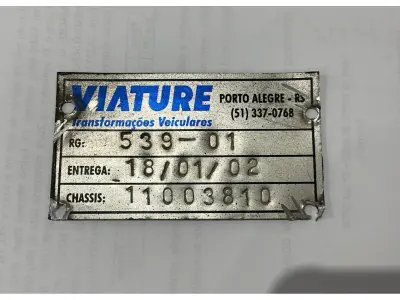 VIATURE
PORTO ALEGRE - RS
(51) 337-0768
Transformações Veiculares
RG: 539-01
ENTREGA: 18/01/02
CHASSIS: 11003810